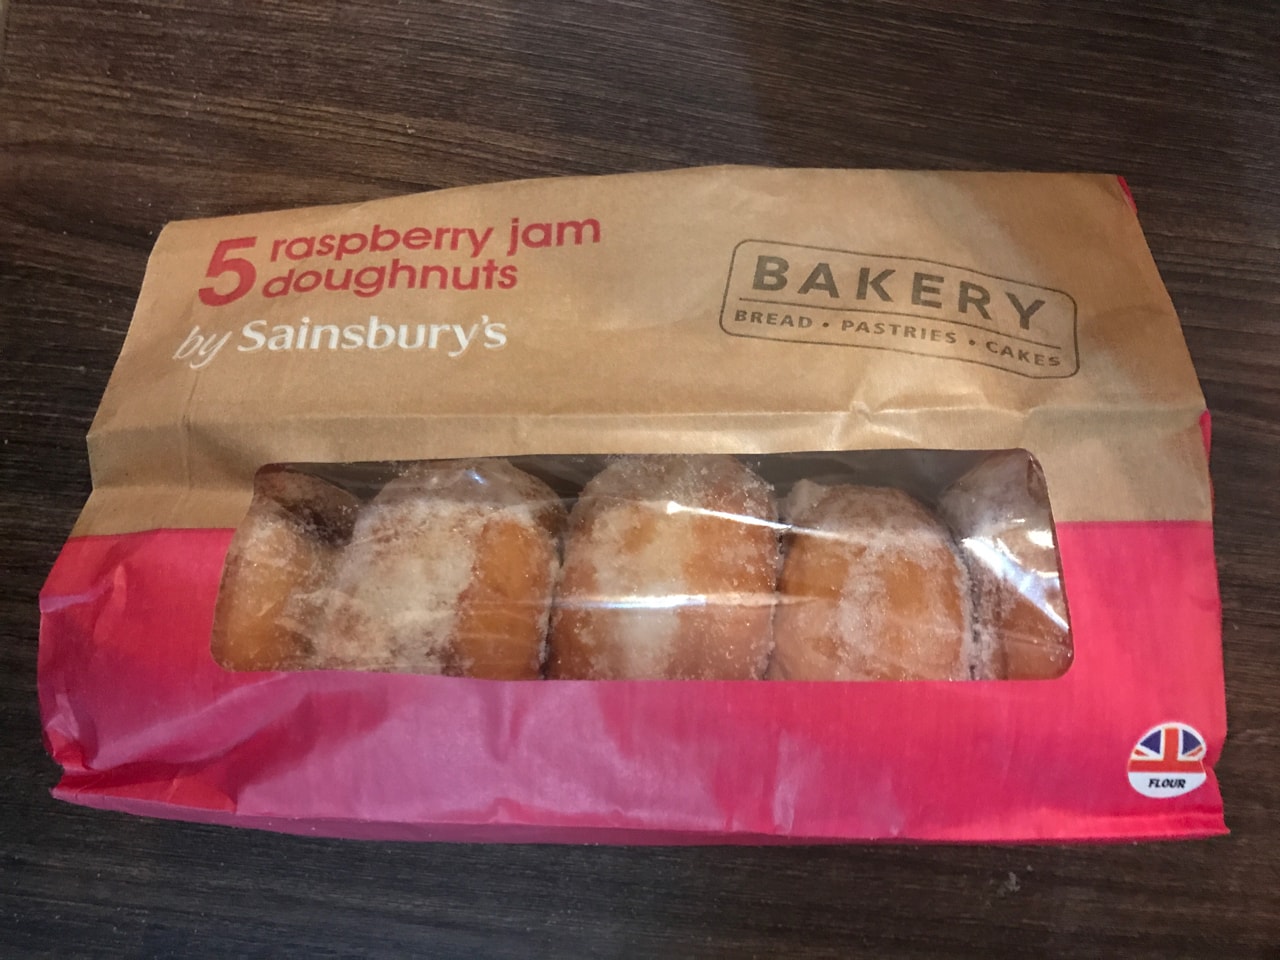 5 raspberry jam
doughnuts
by Sainsbury's
BAKERY
BREAD • PASTRIES • CAKES
FLOUR